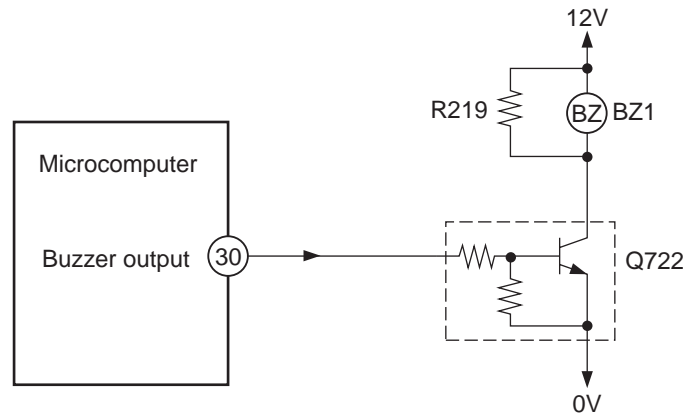 12V
R219
BZ
BZ1
Microcomputer
Buzzer output
30
Q722
0V